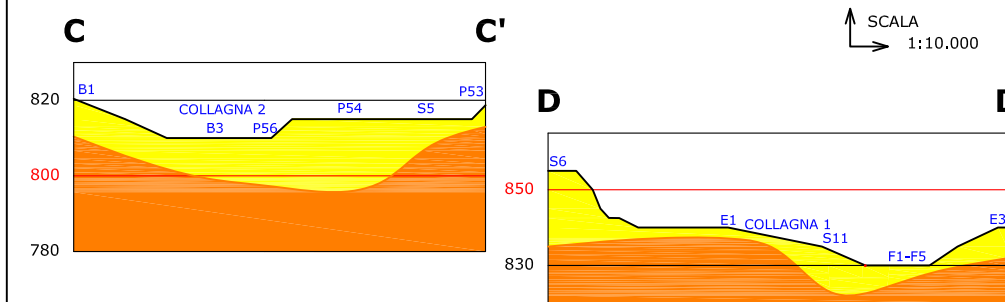 C
C'
SCALA
1:10.000
B1
P53
820
COLLAGNA 2
P54
S5
B3
P56
800
780
D
S6
850
E1
COLLAGNA 1
E3
S11
F1-F5
830